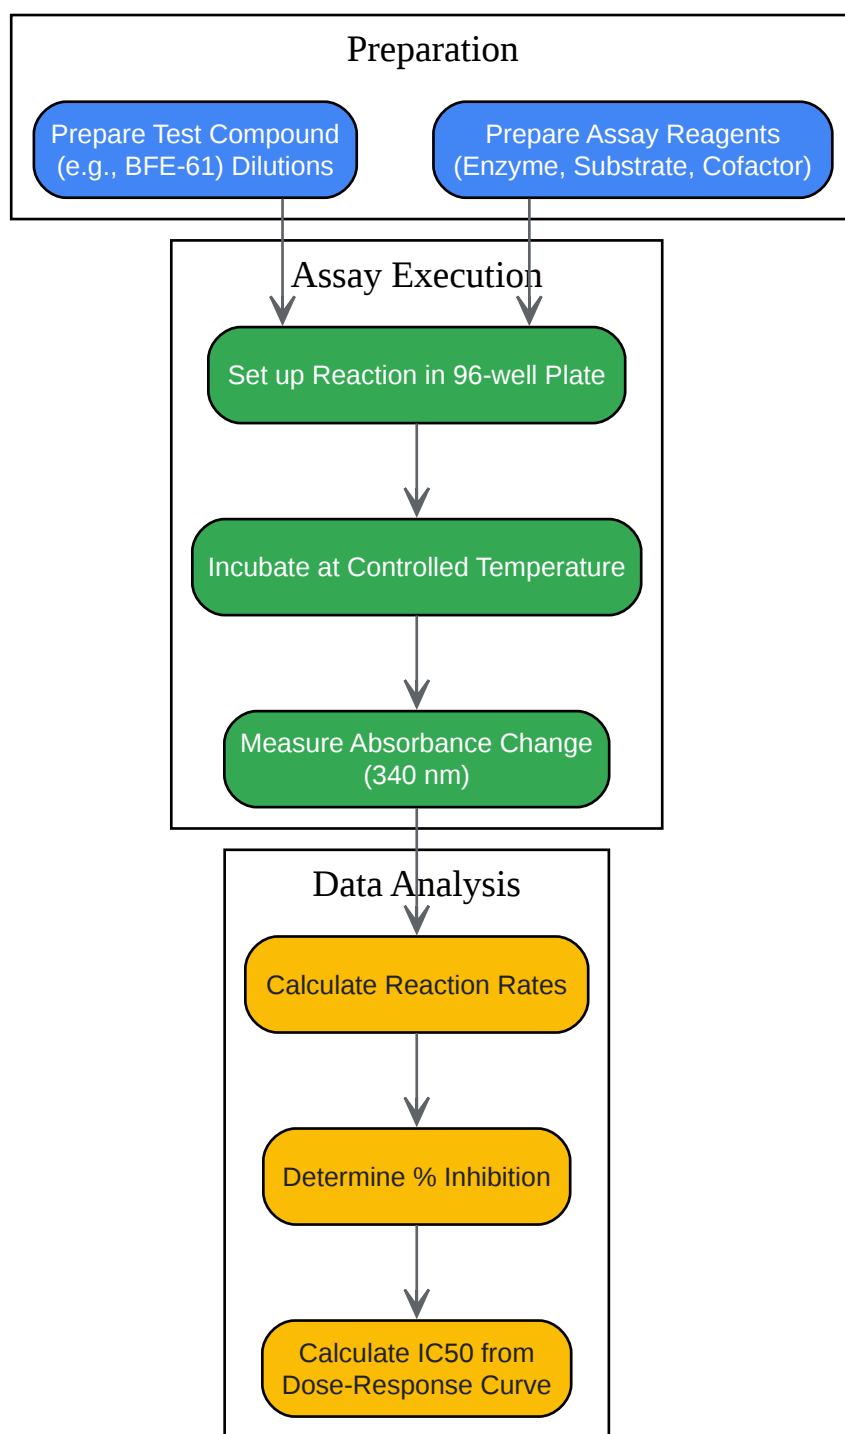 Preparation
Prepare Test Compound
(e.g., BFE-61) Dilutions
Prepare Assay Reagents
(Enzyme, Substrate, Cofactor)
Assay Execution
Set up Reaction in 96-well Plate
Incubate at Controlled Temperature
Measure Absorbance Change
(340 nm)
Data Analysis
Calculate Reaction Rates
Determine % Inhibition
Calculate IC50 from
Dose-Response Curve